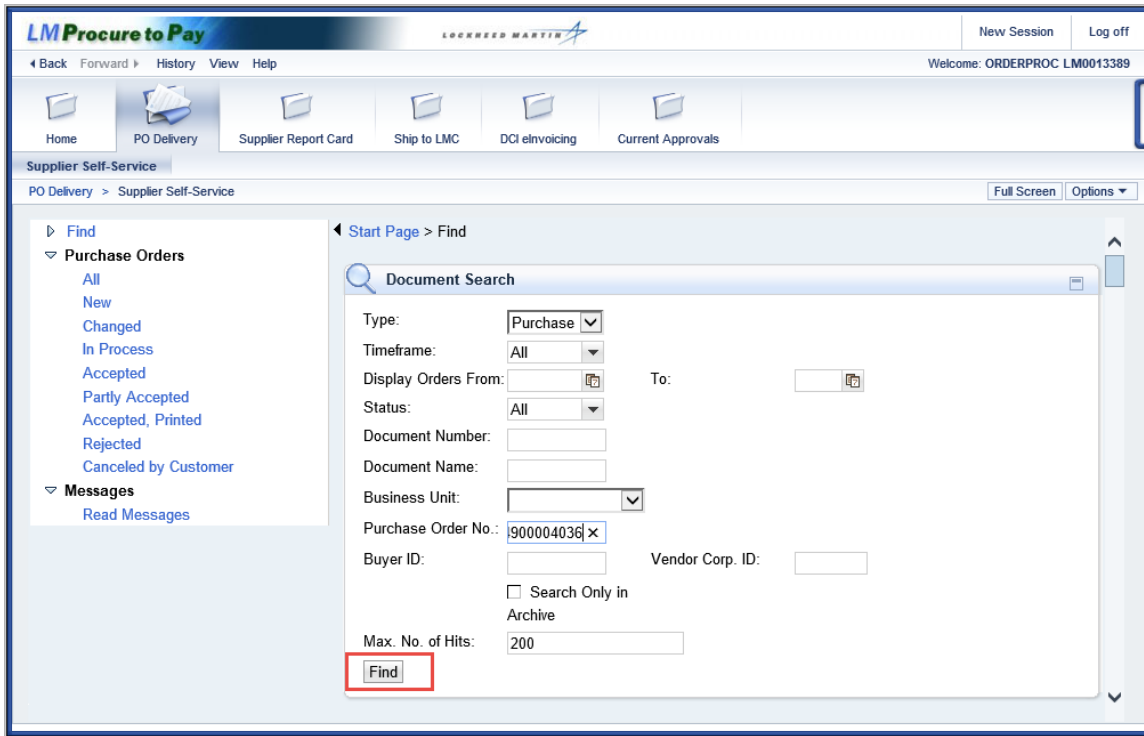 LM Procure to Pay
LOCKHEED MARTIN
New Session
Log off
Back Forward History View Help
Welcome: ORDERPROC LM0013389
Home
PO Delivery
Supplier Report Card
Ship to LMC
DCI eInvoicing
Current Approvals
Supplier Self-Service
PO Delivery > Supplier Self-Service
Full Screen
Options
Find
Purchase Orders
All
New
Changed
In Process
Accepted
Partly Accepted
Accepted, Printed
Rejected
Canceled by Customer
Messages
Read Messages
Start Page > Find
Document Search
Type: Purchase
Timeframe: All
Display Orders From: To:
Status: All
Document Number:
Document Name:
Business Unit:
Purchase Order No.: 900004036
Buyer ID: Vendor Corp. ID:
Search Only in
Archive
Max. No. of Hits: 200
Find